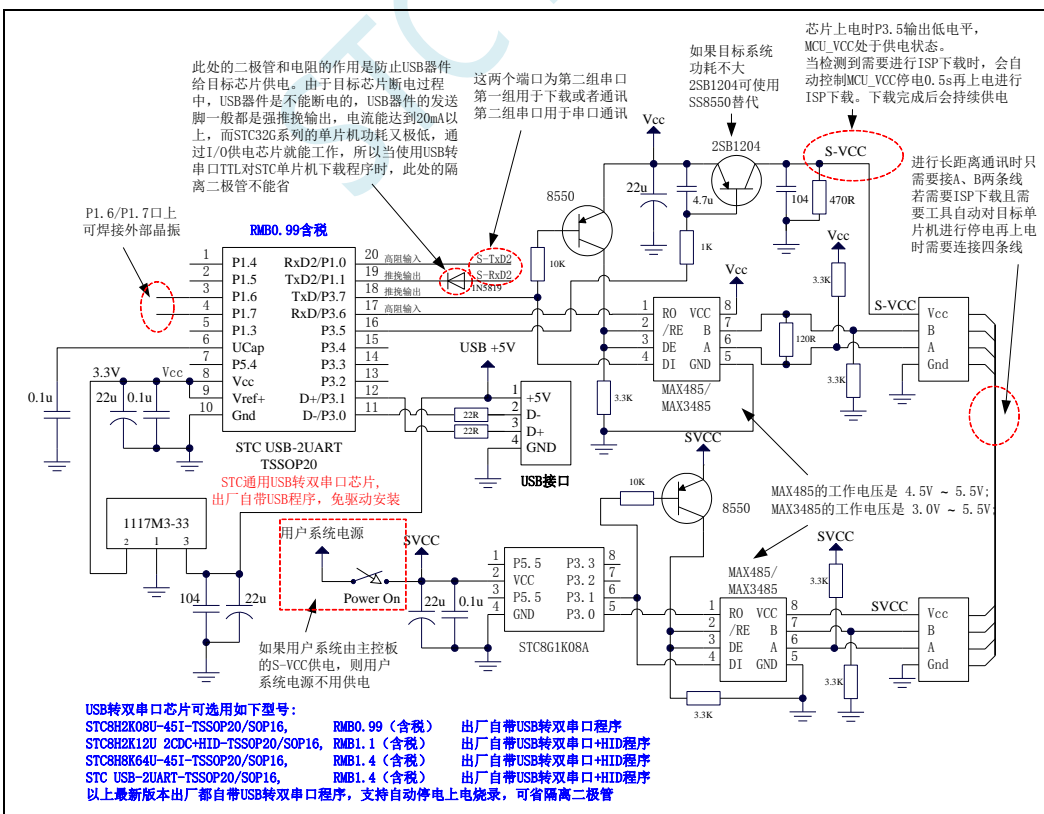 STC
芯片上电时P3.5输出低电平，
MCU_VCC处于供电状态。
当检测到需要进行ISP下载时，会自
动控制MCU_VCC停电0.5s再上电进行
ISP下载。下载完成后会持续供电
如果目标系统
功耗不大
2SB1204可使用
SS8550替代
此处的二极管和电阻的作用是防止USB器件
给目标芯片供电。由于目标芯片断电过程
中，USB器件是不能断电的，USB器件的发送
脚一般都是强推挽输出，电流能达到20mA以
上，而STC32G系列的单片机功耗又极低，通
过I/O供电芯片就能工作，所以当使用USB转
串口TTL对STC单片机下载程序时，此处的隔
离二极管不能省
这两个端口为第二组串口
第一组用于下载或者通讯
第二组串口用于串口通讯
进行长距离通讯时只
需要接A、B两条线
若需要ISP下载且需
要工具自动对目标单
片机进行停电再上电
时需要连接四条线
P1.6/P1.7口上
可焊接外部晶振
RMB0.99含税
1 P1.4 RxD2/P1.0 20 高阻输入 S-TxD2
2 P1.5 TxD2/P1.1 19 推挽输出 S-RxD2
1N5819
3 P1.6 TxD/P3.7 18 推挽输出
4 P1.7 RxD/P3.6 17 高阻输入
5 P1.3 P3.5 16
6 UCap P3.4 15
7 P5.4 P3.3 14
8 Vcc P3.2 13
9 Vref+ D+/P3.1 12
10 Gnd D-/P3.0 11
STC USB-2UART
TSSOP20
STC通用USB转双串口芯片，
出厂自带USB程序，免驱动安装
0.1u
3.3V
Vcc
22u
0.1u
Vcc
2SB1204
S-VCC
8550
22u
4.7u
104
470R
10K
1K
Vcc
3.3K
Vcc
1 RO VCC 8
2 /RE B 7
3 DE A 6
4 DI GND 5
MAX485/
MAX3485
120R
3.3K
3.3K
S-VCC
Vcc
B
A
Gnd
USB +5V
1 +5V
2 D-
3 D+
4 GND
22R
22R
USB接口
SVCC
10K
8550
MAX485的工作电压是 4.5V ~ 5.5V;
MAX3485的工作电压是 3.0V ~ 5.5V;
1117M3-33
2 1 3
104
22u
用户系统电源
Power On
SVCC
22u
0.1u
如果用户系统由主控板
的S-VCC供电，则用户
系统电源不用供电
1 P5.5 P3.3 8
2 VCC P3.2 7
3 P5.5 P3.1 6
4 GND P3.0 5
STC8G1K08A
MAX485/
MAX3485
1 RO VCC 8
2 /RE B 7
3 DE A 6
4 DI GND 5
3.3K
SVCC
3.3K
3.3K
SVCC
Vcc
B
A
Gnd
USB转双串口芯片可选用如下型号:
STC8H2K08U-45I-TSSOP20/SOP16, RMB0.99（含税） 出厂自带USB转双串口程序
STC8H2K12U 2CDC+HID-TSSOP20/SOP16, RMB1.1（含税） 出厂自带USB转双串口+HID程序
STC8H8K64U-45I-TSSOP20/SOP16, RMB1.4（含税） 出厂自带USB转双串口+HID程序
STC USB-2UART-TSSOP20/SOP16, RMB1.4（含税） 出厂自带USB转双串口+HID程序
以上最新版本出厂都自带USB转双串口程序，支持自动停电上电烧录，可省隔离二极管